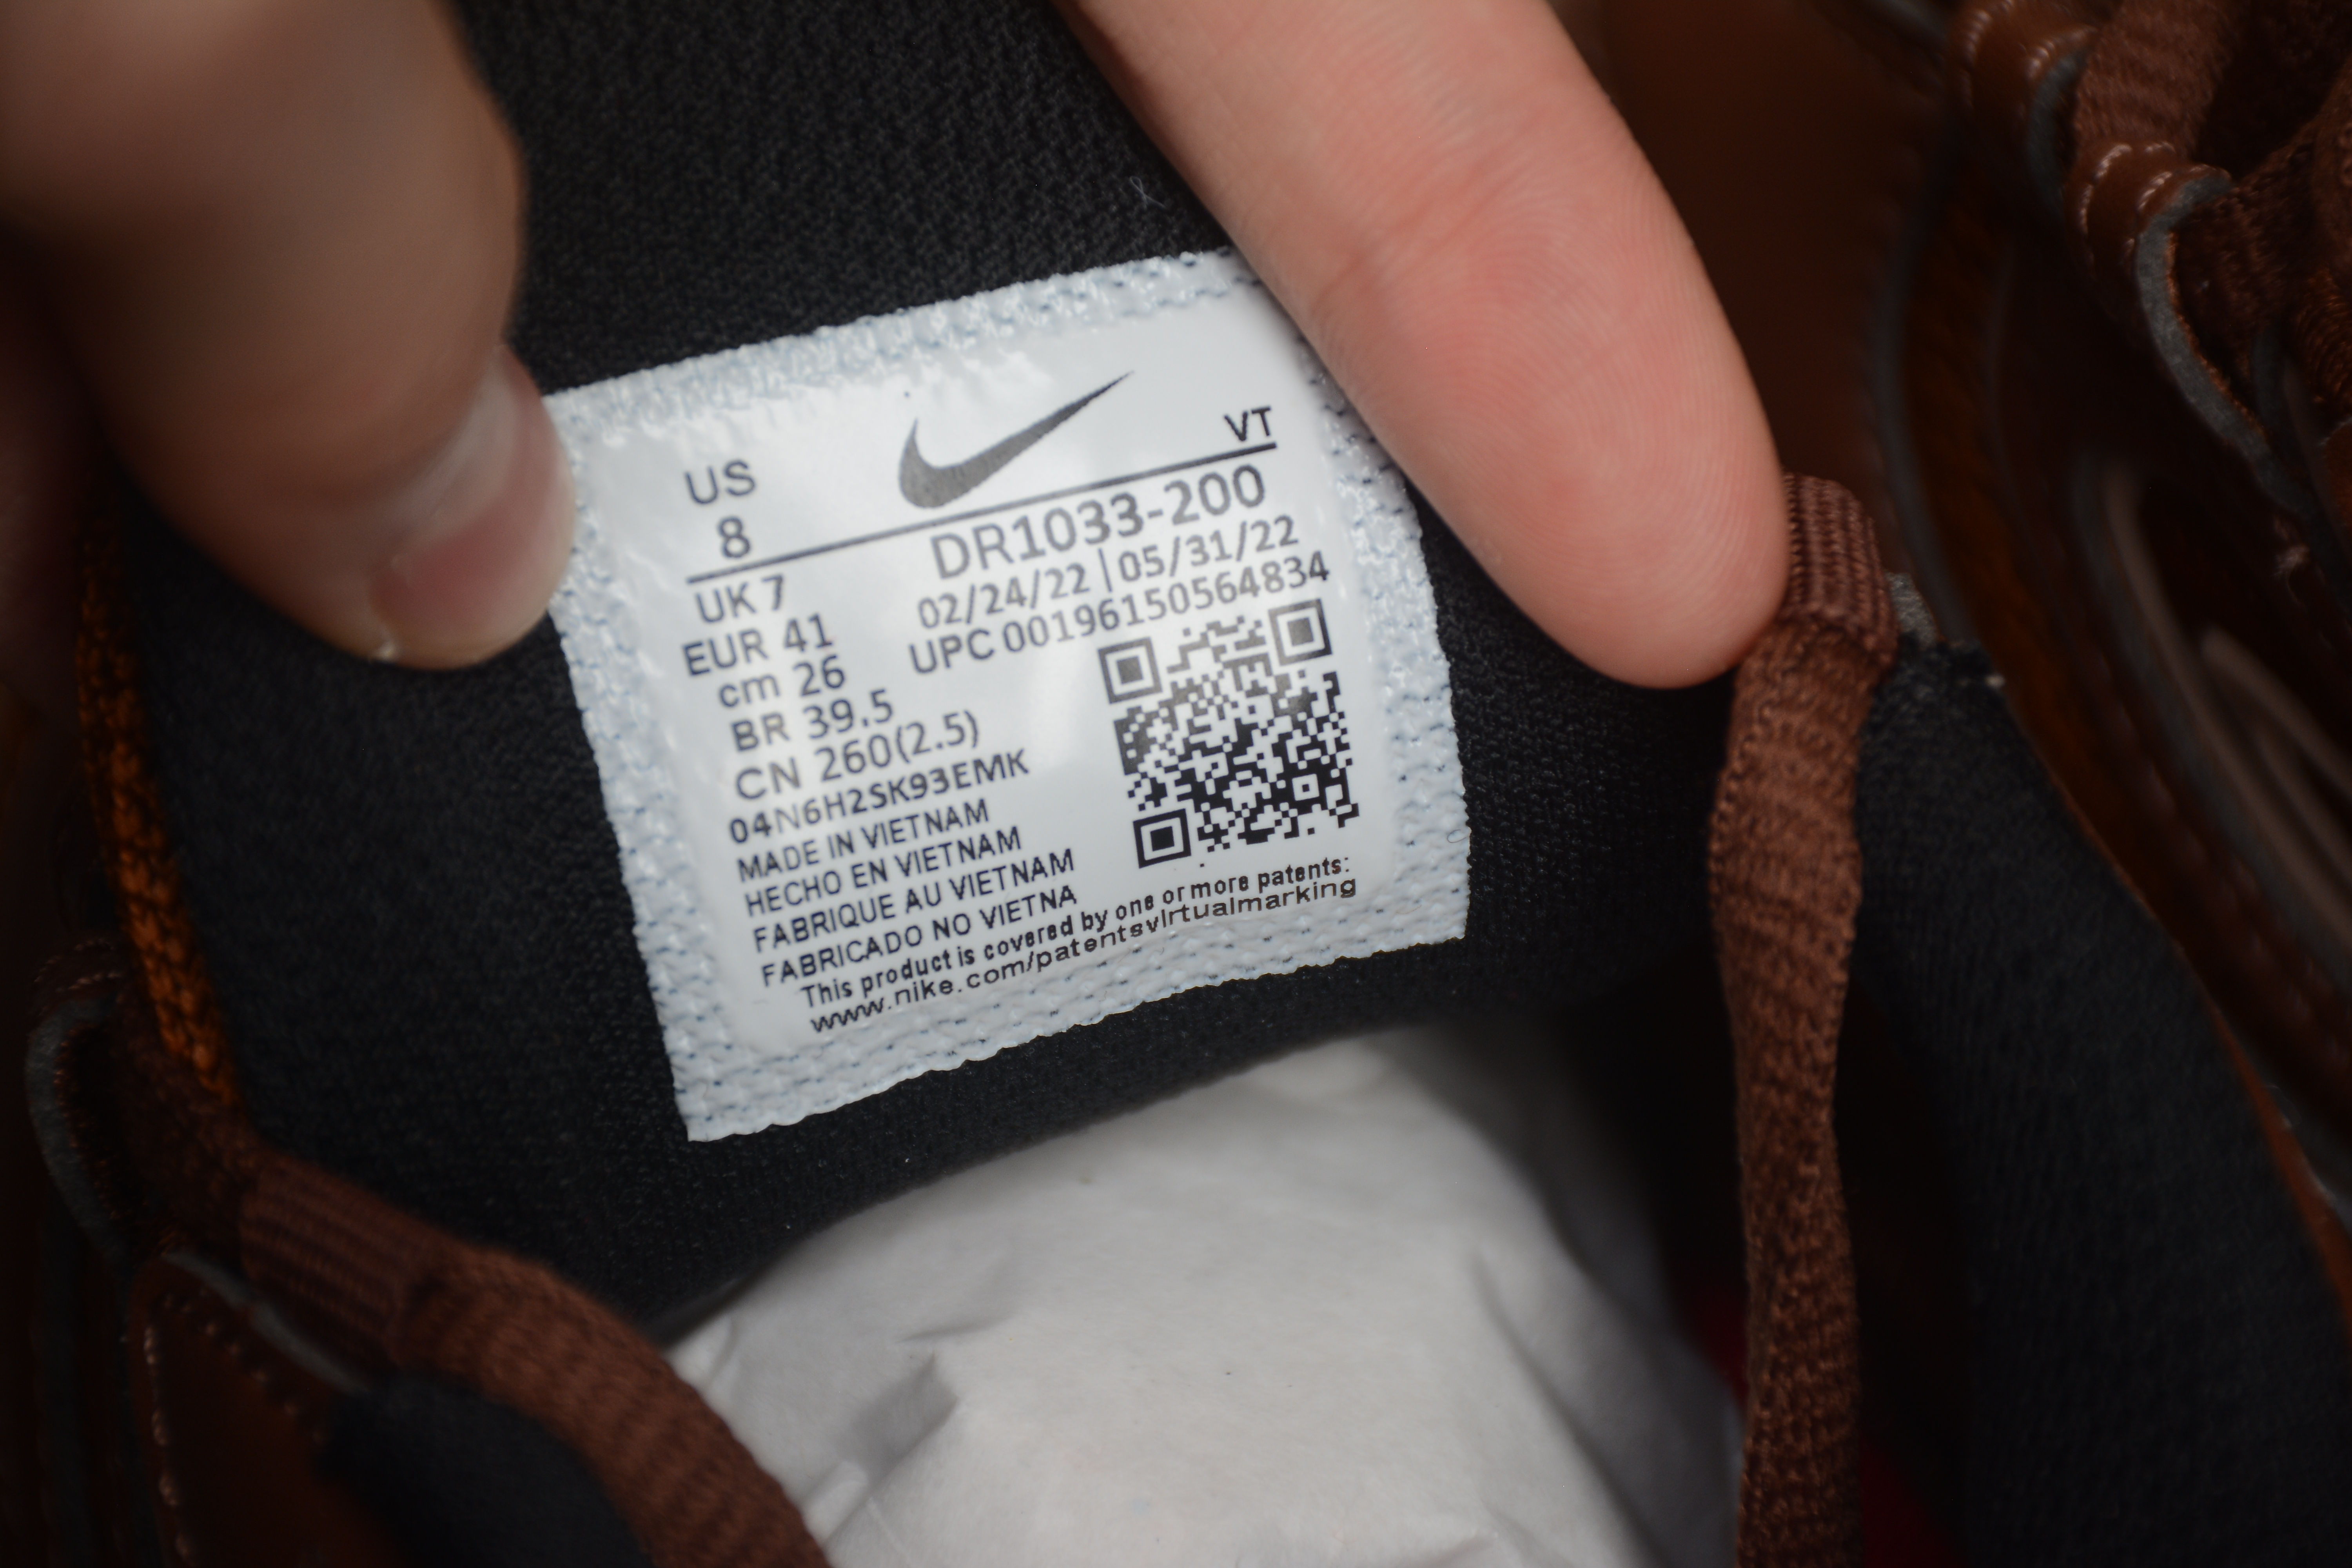 US
8
VT
DR1033-200
02/24/22 | 05/31/22
UPC 00196150564834
UK 7
EUR 41
cm 26
BR 39.5
CN 260(2.5)
04N6H2SK93EMK
MADE IN VIETNAM
HECHO EN VIETNAM
FABRIQUE AU VIETNAM
FABRICADO NO VIETNA
This product is covered by one or more patents:
www.nike.com/patentsvirtualmarking